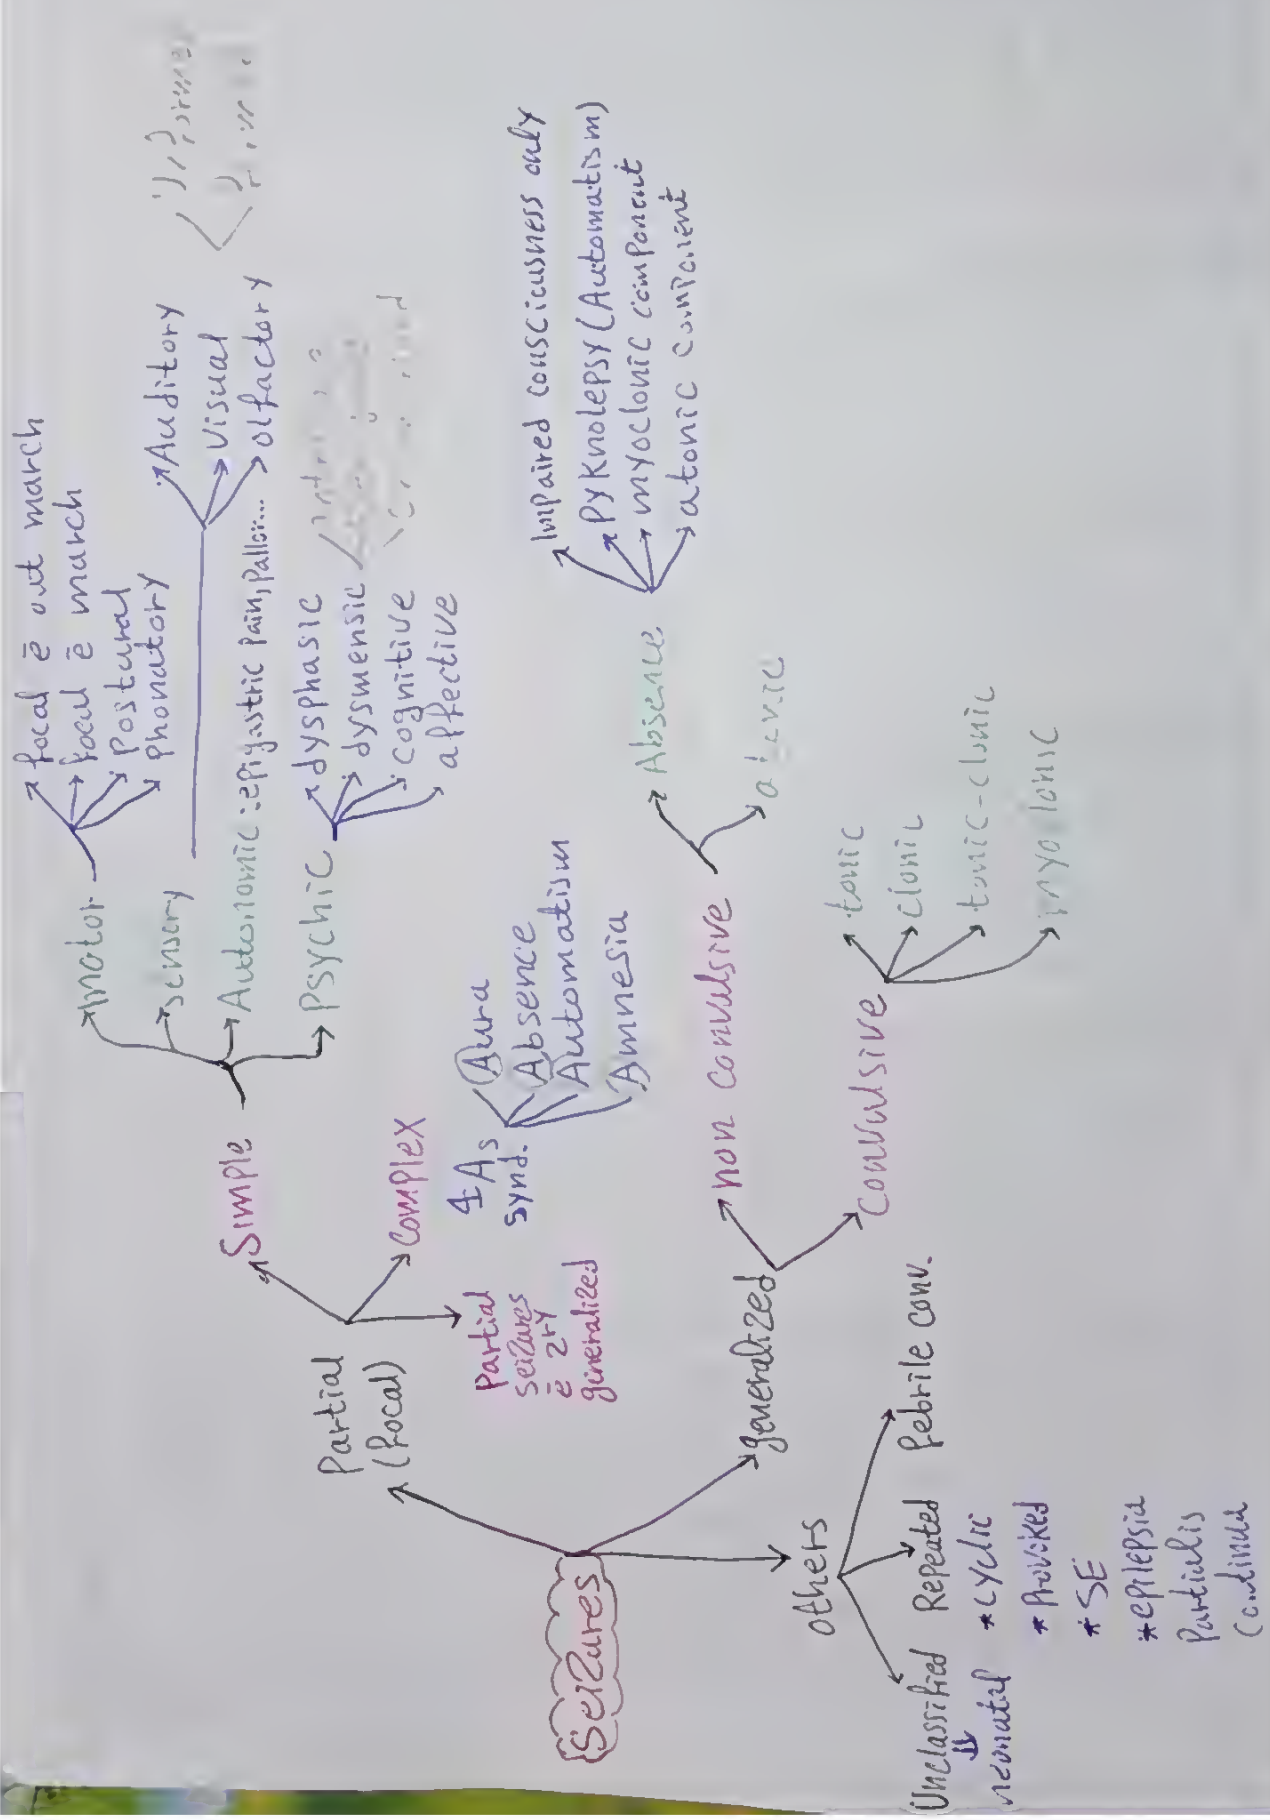 Seizures
Partial
(focal)
Simple
motor
focal ē out march
focal ē march
Postural
Phonatory
sensory
Auditory
Visual
olfactory
Autonomic : epigastric Pain, Pallor...
Psychic
dysphasic
dysmensic
cognitive
affective
complex
4 As
synd.
Aura
Absence
Automatism
Amnesia
Partial
seizures
ē 2ry
generalized
generalized
non convulsive
Absence
Impaired consciousness only
Pyknolepsy (Automatism)
myoclonic component
atonic component
atonic
Convulsive
tonic
clonic
tonic-clonic
myoclonic
others
Unclassified
⇓
neonatal
Repeated
* cyclic
* Provoked
* SE
* epilepsia
Partialis
Continua
febrile conv.